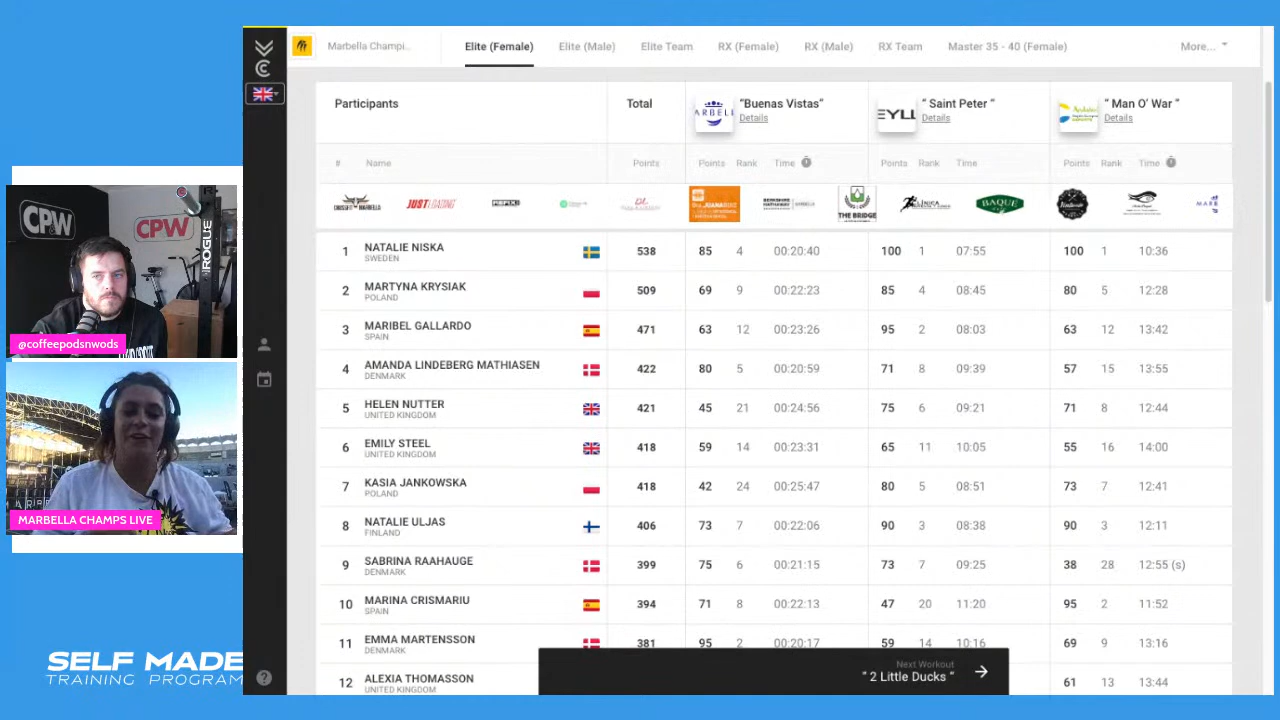 Marbella Champi...
Elite (Female)
Elite (Male)
Elite Team
RX (Female)
RX (Male)
RX Team
Master 35 - 40 (Female)
More...
Participants
Total
"Buenas Vistas"
Details
EYLL
" Saint Peter "
Details
" Man O' War "
Details
# Name Points Points Rank Time Points Rank Time Points Rank Time
JUSTLOADING
THE BRIDGE
BAQUE
1 NATALIE NISKA 538 85 4 00:20:40 100 1 07:55 100 1 10:36
SWEDEN
2 MARTYNA KRYSIAK 509 69 9 00:22:23 85 4 08:45 80 5 12:28
POLAND
3 MARIBEL GALLARDO 471 63 12 00:23:26 95 2 08:03 63 12 13:42
SPAIN
4 AMANDA LINDEBERG MATHIASEN 422 80 5 00:20:59 71 8 09:39 57 15 13:55
DENMARK
5 HELEN NUTTER 421 45 21 00:24:56 75 6 09:21 71 8 12:44
UNITED KINGDOM
6 EMILY STEEL 418 59 14 00:23:31 65 11 10:05 55 16 14:00
UNITED KINGDOM
7 KASIA JANKOWSKA 418 42 24 00:25:47 80 5 08:51 73 7 12:41
POLAND
8 NATALIE ULJAS 406 73 7 00:22:06 90 3 08:38 90 3 12:11
FINLAND
9 SABRINA RAAHAUGE 399 75 6 00:21:15 73 7 09:25 38 28 12:55 (s)
DENMARK
10 MARINA CRISMARIU 394 71 8 00:22:13 47 20 11:20 95 2 11:52
SPAIN
11 EMMA MARTENSSON 381 95 2 00:20:17 59 14 10:16 69 9 13:16
DENMARK
12 ALEXIA THOMASSON 61 13 13:44
UNITED KINGDOM
Next Workout
" 2 Little Ducks "
CPW
CPW
ROGUE
@coffeepodsnwods
MARBELLA CHAMPS LIVE
SELF MADE
TRAINING PROGRAM